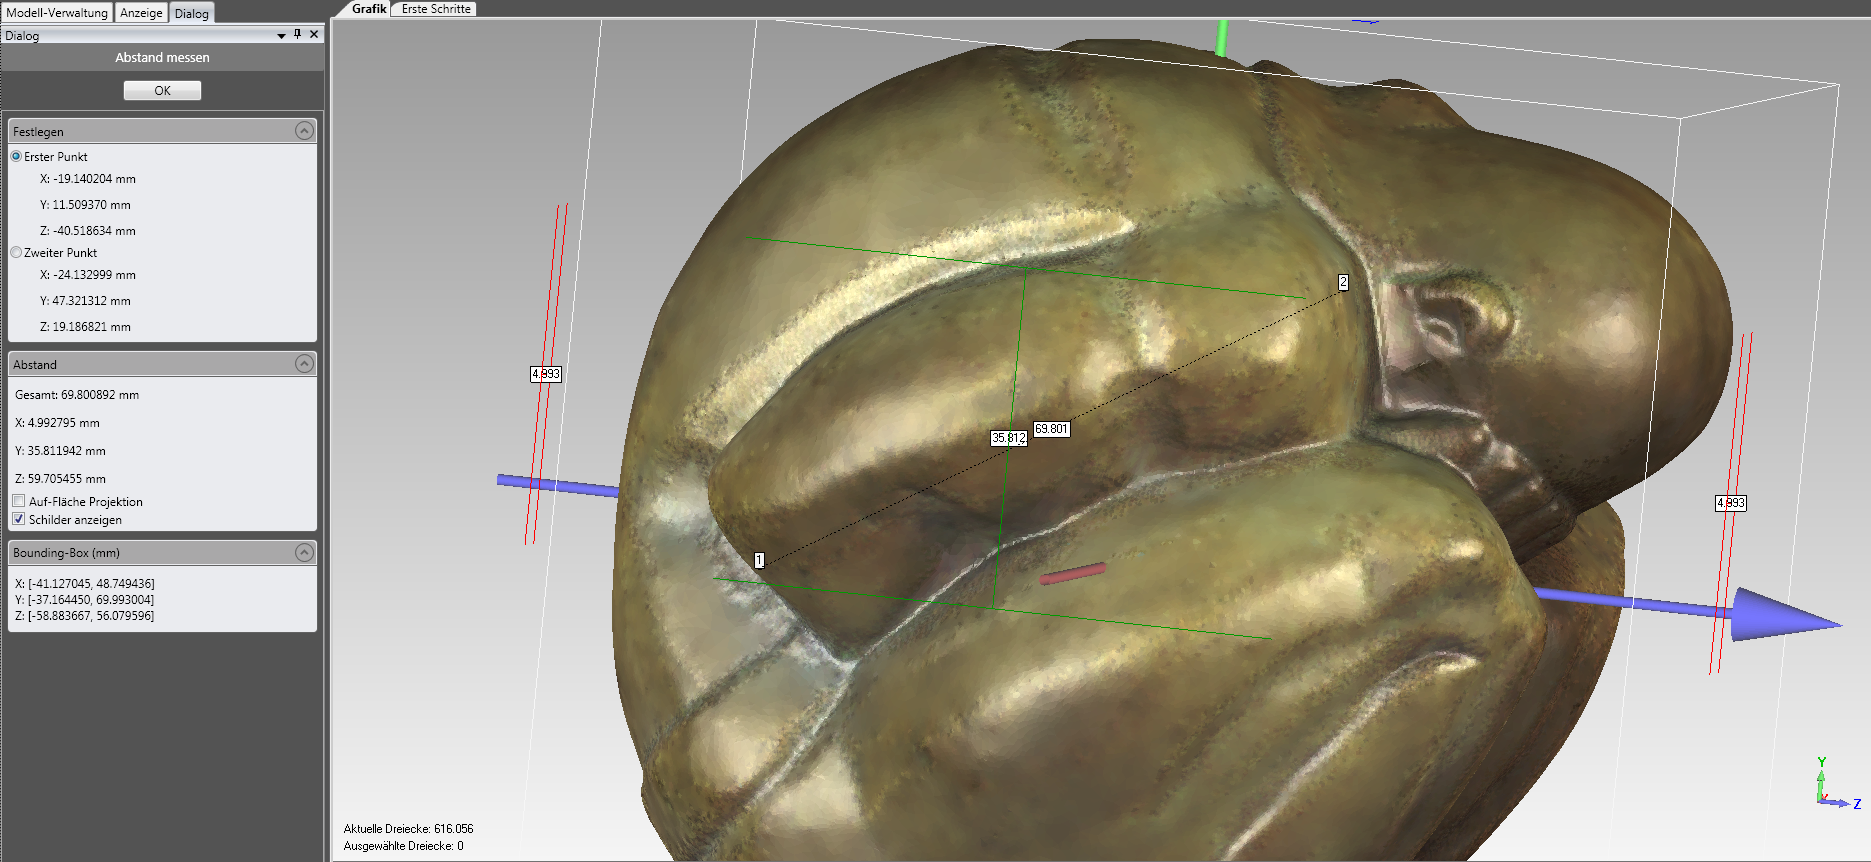 Modell-Verwaltung Anzeige Dialog
Grafik Erste Schritte
Dialog
Abstand messen
OK
Festlegen
Erster Punkt
X: -19.140204 mm
Y: 11.509370 mm
Z: -40.518634 mm
Zweiter Punkt
X: -24.132999 mm
Y: 47.321312 mm
Z: 19.186821 mm
Abstand
Gesamt: 69.800892 mm
X: 4.992795 mm
Y: 35.811942 mm
Z: 59.705455 mm
Auf-Fläche Projektion
Schilder anzeigen
Bounding-Box (mm)
X: [-41.127045, 48.749436]
Y: [-37.164450, 69.993004]
Z: [-58.883667, 56.079596]
2
4.993
35.812
69.801
4.993
1
Y
Z
Aktuelle Dreiecke: 616.056
Ausgewählte Dreiecke: 0